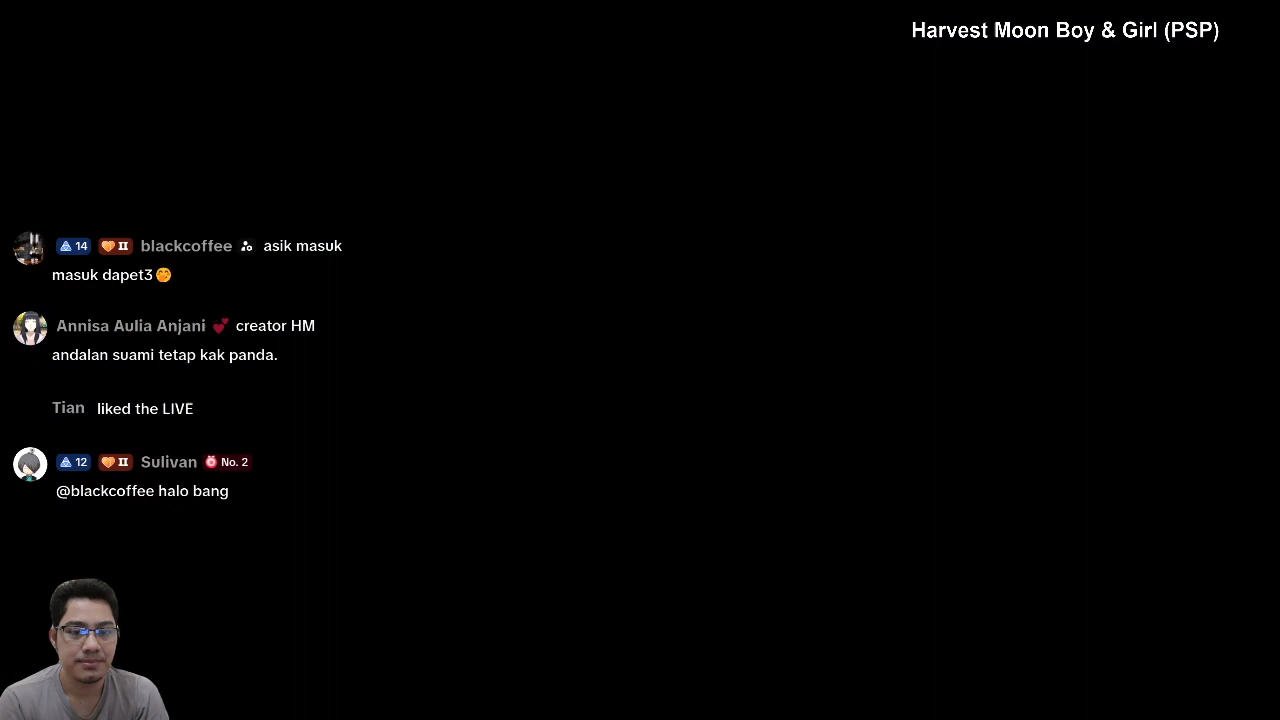 Harvest Moon Boy & Girl (PSP)
14 II blackcoffee asik masuk
masuk dapet3🤭
Annisa Aulia Anjani 💕 creator HM
andalan suami tetap kak panda.
Tian liked the LIVE
12 II Sulivan No. 2
@blackcoffee halo bang